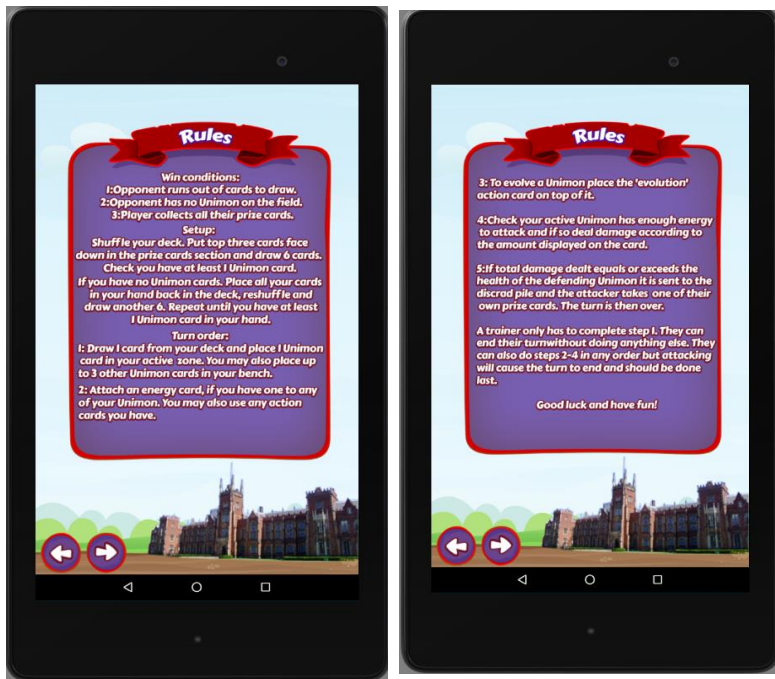 Rules
Win conditions:
1:Opponent runs out of cards to draw.
2:Opponent has no Unimon on the field.
3:Player collects all their prize cards.
Setup:
Shuffle your deck. Put top three cards face
down in the prize cards section and draw 6 cards.
Check you have at least 1 Unimon card.
If you have no Unimon cards. Place all your cards
in your hand back in the deck, reshuffle and
draw another 6. Repeat until you have at least
1 Unimon card in your hand.
Turn order:
1: Draw 1 card from your deck and place 1 Unimon
card in your active zone. You may also place up
to 3 other Unimon cards in your bench.
2: Attach an energy card, if you have one to any
of your Unimon. You may also use any action
cards you have.
Rules
3: To evolve a Unimon place the 'evolution'
action card on top of it.
4:Check your active Unimon has enough energy
to attack and if so deal damage according to
the amount displayed on the card.
5:If total damage dealt equals or exceeds the
health of the defending Unimon it is sent to the
discrad pile and the attacker takes one of their
own prize cards. The turn is then over.
A trainer only has to complete step 1. They can
end their turnwithout doing anything else. They
can also do steps 2-4 in any order but attacking
will cause the turn to end and should be done
last.
Good luck and have fun!